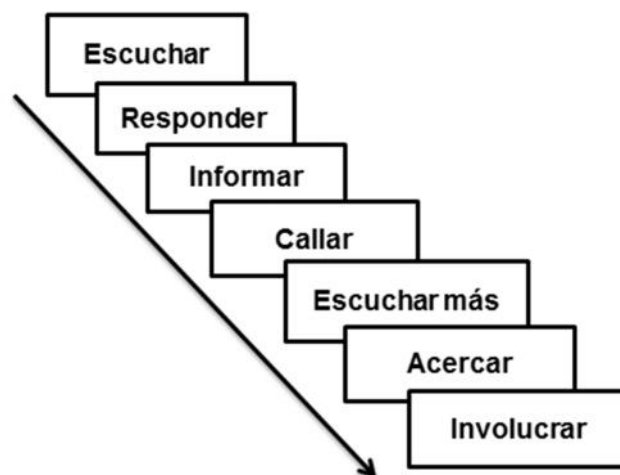 Escuchar
Responder
Informar
Callar
Escuchar más
Acercar
Involucrar